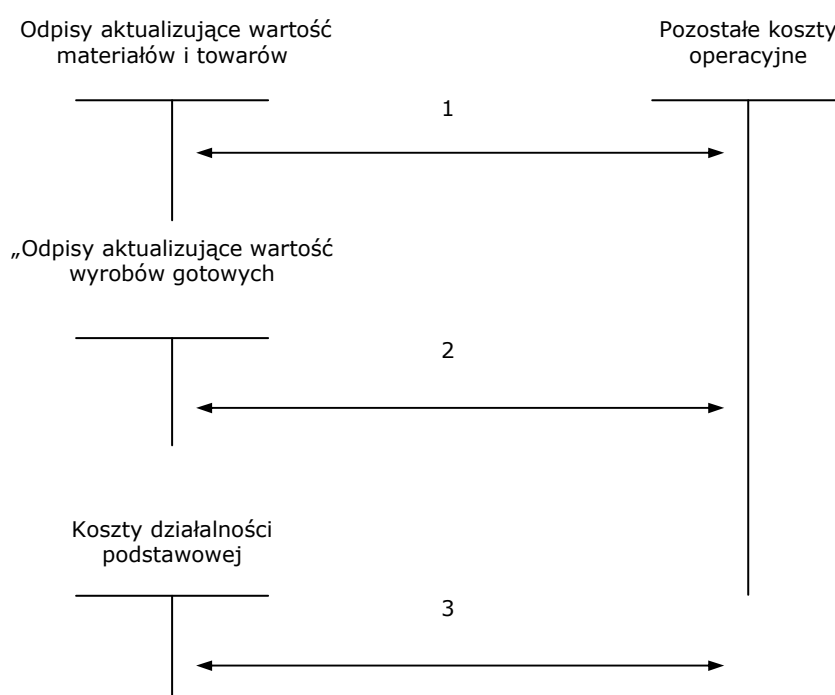 Odpisy aktualizujące wartość
materiałów i towarów
Pozostałe koszty
operacyjne
1
„Odpisy aktualizujące wartość
wyrobów gotowych
2
Koszty działalności
podstawowej
3